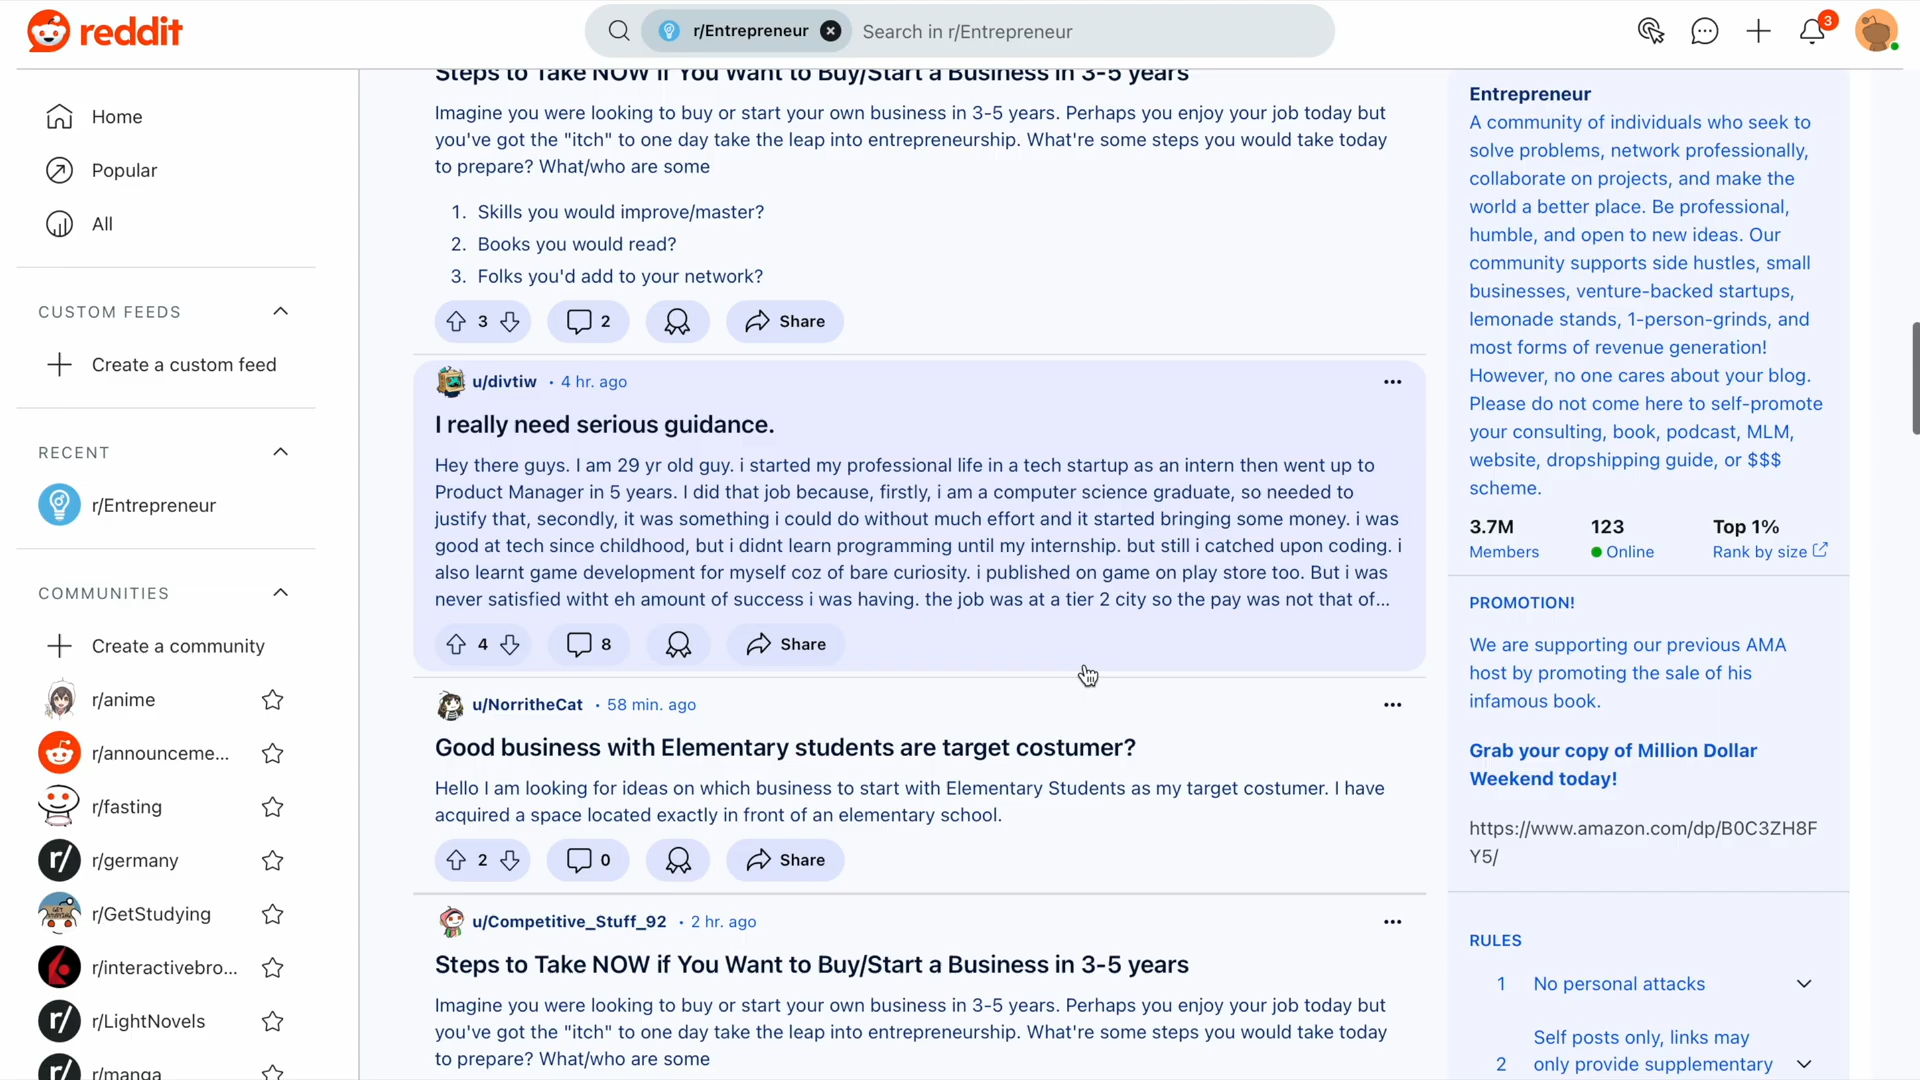 reddit
r/Entrepreneur
Search in r/Entrepreneur
3
Home
Popular
All
CUSTOM FEEDS
Create a custom feed
RECENT
r/Entrepreneur
COMMUNITIES
Create a community
r/anime
r/announceme...
r/fasting
r/germany
r/GetStudying
r/interactivebro...
r/LightNovels
r/manga
Steps to Take NOW if You Want to Buy/Start a Business in 3-5 years
Imagine you were looking to buy or start your own business in 3-5 years. Perhaps you enjoy your job today but
you've got the "itch" to one day take the leap into entrepreneurship. What're some steps you would take today
to prepare? What/who are some
1. Skills you would improve/master?
2. Books you would read?
3. Folks you'd add to your network?
3 2 Share
u/divtiw • 4 hr. ago
I really need serious guidance.
Hey there guys. I am 29 yr old guy. i started my professional life in a tech startup as an intern then went up to
Product Manager in 5 years. I did that job because, firstly, i am a computer science graduate, so needed to
justify that, secondly, it was something i could do without much effort and it started bringing some money. i was
good at tech since childhood, but i didnt learn programming until my internship. but still i catched upon coding. i
also learnt game development for myself coz of bare curiosity. i published on game on play store too. But i was
never satisfied witht eh amount of success i was having. the job was at a tier 2 city so the pay was not that of...
4 8 Share
u/NorritheCat • 58 min. ago
Good business with Elementary students are target costumer?
Hello I am looking for ideas on which business to start with Elementary Students as my target costumer. I have
acquired a space located exactly in front of an elementary school.
2 0 Share
u/Competitive_Stuff_92 • 2 hr. ago
Steps to Take NOW if You Want to Buy/Start a Business in 3-5 years
Imagine you were looking to buy or start your own business in 3-5 years. Perhaps you enjoy your job today but
you've got the "itch" to one day take the leap into entrepreneurship. What're some steps you would take today
to prepare? What/who are some
Entrepreneur
A community of individuals who seek to
solve problems, network professionally,
collaborate on projects, and make the
world a better place. Be professional,
humble, and open to new ideas. Our
community supports side hustles, small
businesses, venture-backed startups,
lemonade stands, 1-person-grinds, and
most forms of revenue generation!
However, no one cares about your blog.
Please do not come here to self-promote
your consulting, book, podcast, MLM,
website, dropshipping guide, or $$$
scheme.
3.7M 123 Top 1%
Members Online Rank by size
PROMOTION!
We are supporting our previous AMA
host by promoting the sale of his
infamous book.
Grab your copy of Million Dollar
Weekend today!
https://www.amazon.com/dp/B0C3ZH8F
Y5/
RULES
1 No personal attacks
Self posts only, links may
2 only provide supplementary